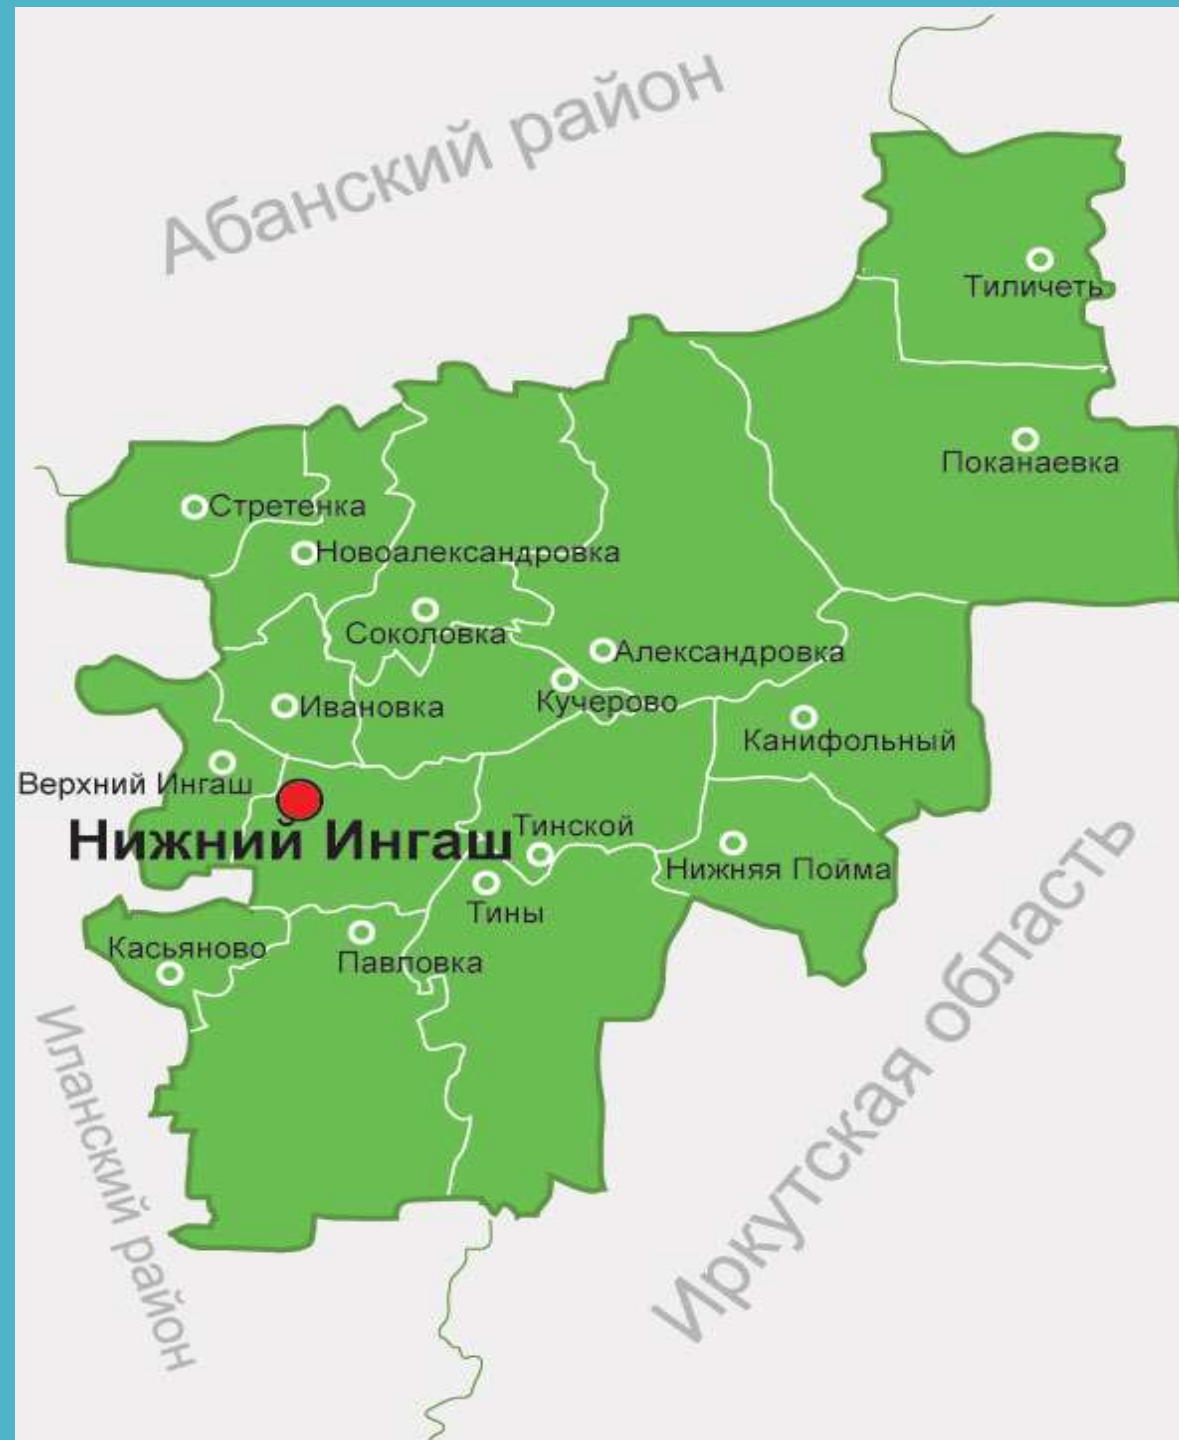 Абанский район
Тиличеть
Поканаевка
Стретенка
Новоалександровка
Соколовка
Александровка
Кучерово
Ивановка
Канифольный
Верхний Ингаш
Нижний Ингаш
Тинской
Нижняя Пойма
Тины
Касьяново
Павловка
Иланский район
Иркутская область